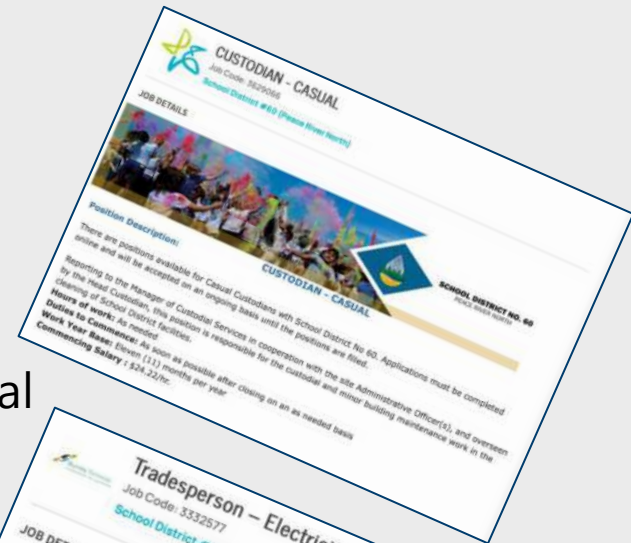 CUSTODIAN - CASUAL
Job Code: 3629066
School District #60 (Peace River North)
JOB DETAILS
SCHOOL DISTRICT NO. 60
PEACE RIVER NORTH
Position Description:
CUSTODIAN - CASUAL
There are positions available for Casual Custodians wth School District No 60. Applications must be completed
online and will be accepted on an ongoing basis until the positions are filled.
Reporting to the Manager of Custodial Services in cooperation with the site Administrative Officer(s), and overseen
by the Head Custodian, this position is responsible for the custodial and minor building maintenance work in the
cleaning of School District facilities.
Hours of work: As needed
Duties to Commence: As soon as possible after closing on an as needed basis
Work Year Base: Eleven (11) months per year
Commencing Salary : $24.22/hr.
al
Tradesperson – Electri
Job Code: 3332577
School District
JOB DE